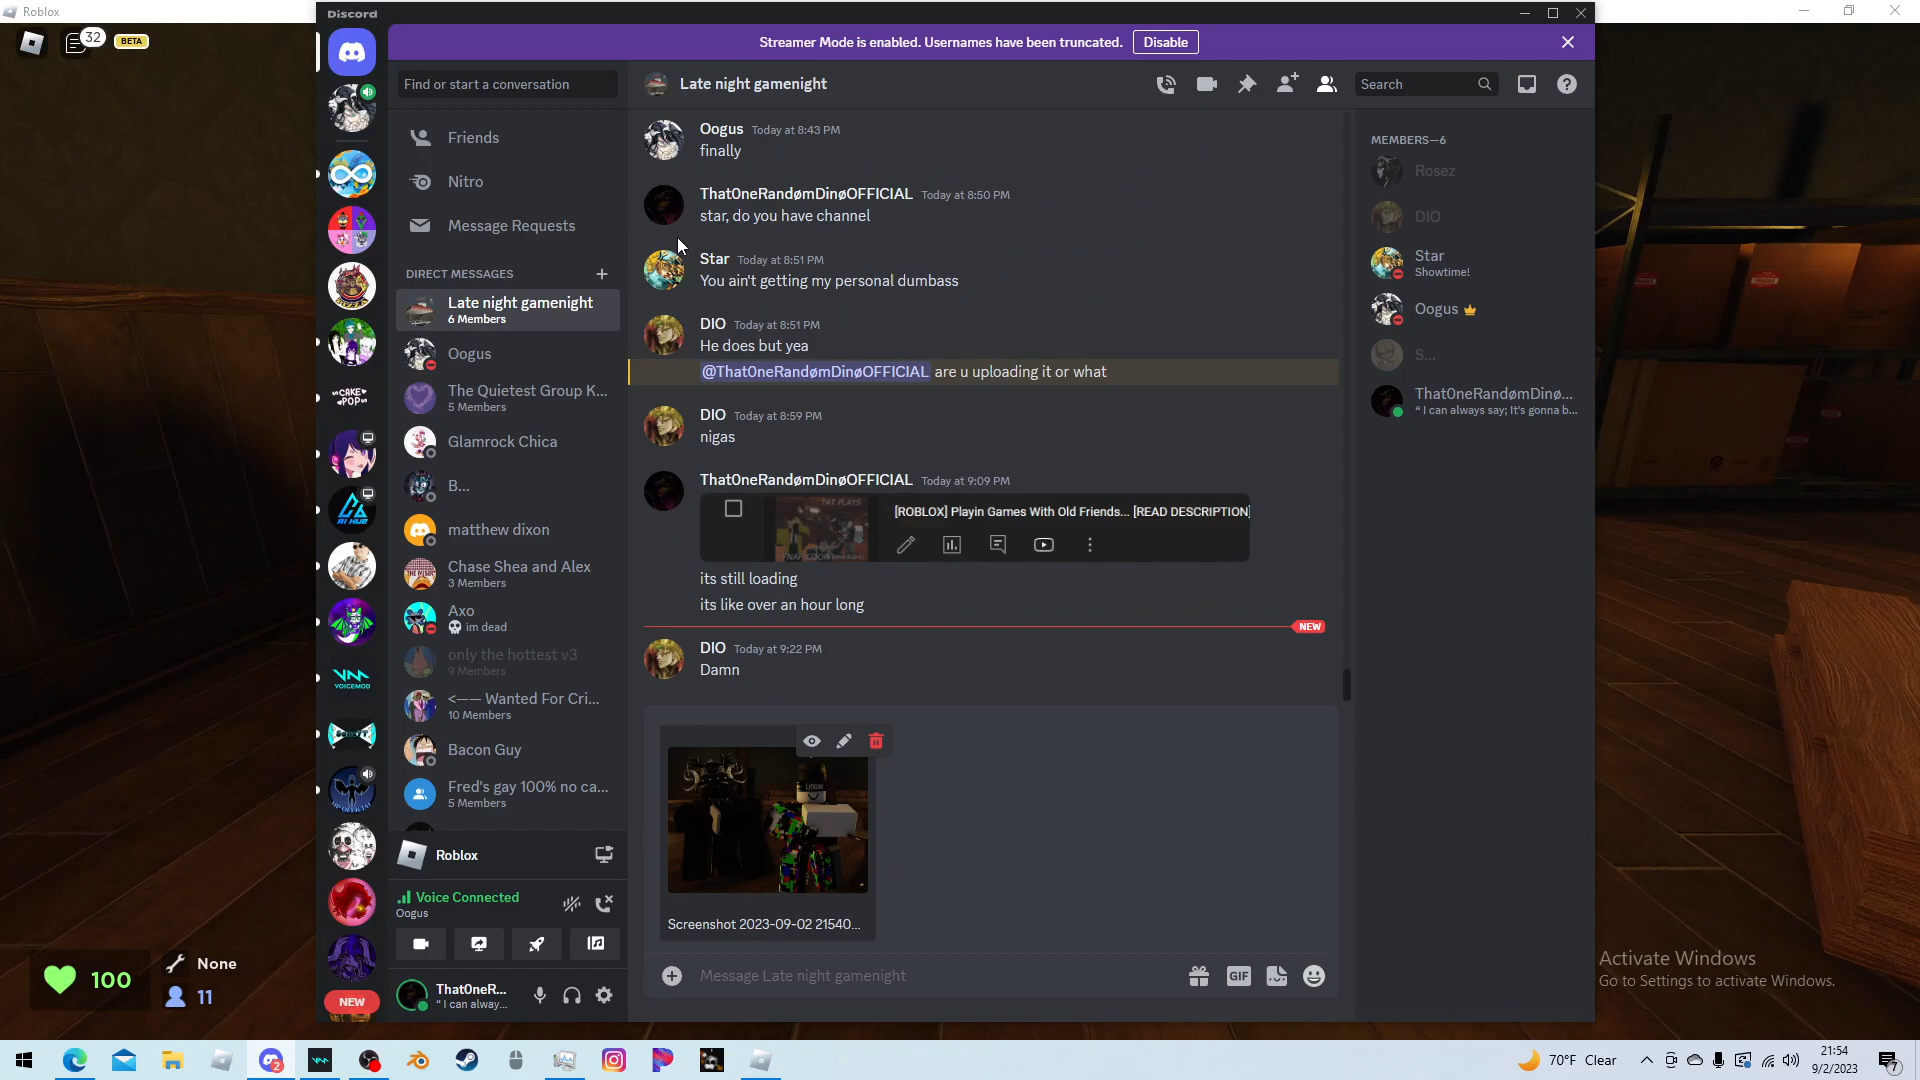 Roblox
32
BETA
Discord
Streamer Mode is enabled. Usernames have been truncated.
Disable
Find or start a conversation
Late night gamenight
Search
Friends
Nitro
Message Requests
DIRECT MESSAGES
Late night gamenight
6 Members
Oogus
The Quietest Group K...
5 Members
Glamrock Chica
B...
matthew dixon
Chase Shea and Alex
3 Members
Axo
im dead
only the hottest v3
9 Members
<—— Wanted For Cri...
10 Members
Bacon Guy
Fred's gay 100% no ca...
5 Members
Roblox
Voice Connected
Oogus
ThatOneR...
“ I can alway...
CAKE
POP
AI HUB
VOICEMOD
NEW
Oogus Today at 8:43 PM
finally
ThatOneRandømDinøOFFICIAL Today at 8:50 PM
star, do you have channel
Star Today at 8:51 PM
You ain't getting my personal dumbass
DIO Today at 8:51 PM
He does but yea
@ThatOneRandømDinøOFFICIAL are u uploading it or what
DIO Today at 8:59 PM
nigas
ThatOneRandømDinøOFFICIAL Today at 9:09 PM
TAT PLAYS
[ROBLOX] Playin Games With Old Friends... [READ DESCRIPTION]
its still loading
its like over an hour long
NEW
DIO Today at 9:22 PM
Damn
Screenshot 2023-09-02 21540...
Message Late night gamenight
GIF
MEMBERS—6
Rosez
DIO
Star
Showtime!
Oogus
S...
ThatOneRandømDinø...
“ I can always say; It's gonna b...
100
None
11
Activate Windows
Go to Settings to activate Windows.
2
70°F Clear
21:54
9/2/2023
7